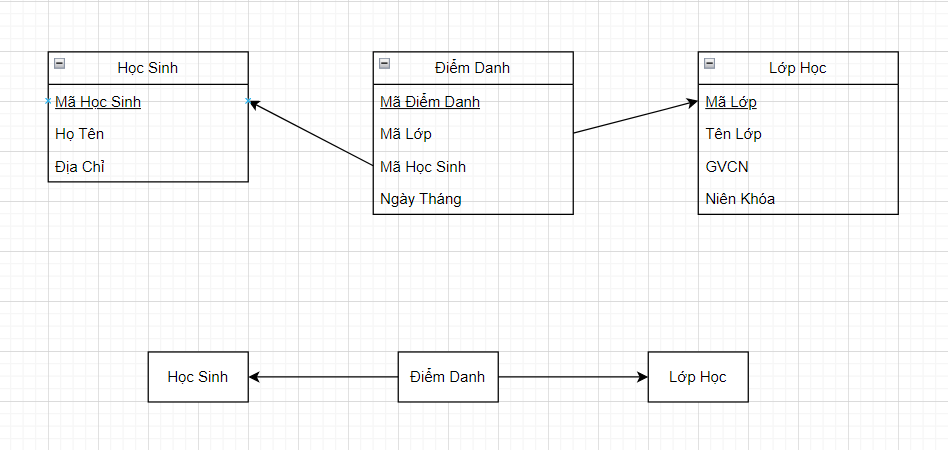 Học Sinh
Mã Học Sinh
Họ Tên
Địa Chỉ
Điểm Danh
Mã Điểm Danh
Mã Lớp
Mã Học Sinh
Ngày Tháng
Lớp Học
Mã Lớp
Tên Lớp
GVCN
Niên Khóa
Học Sinh
Điểm Danh
Lớp Học